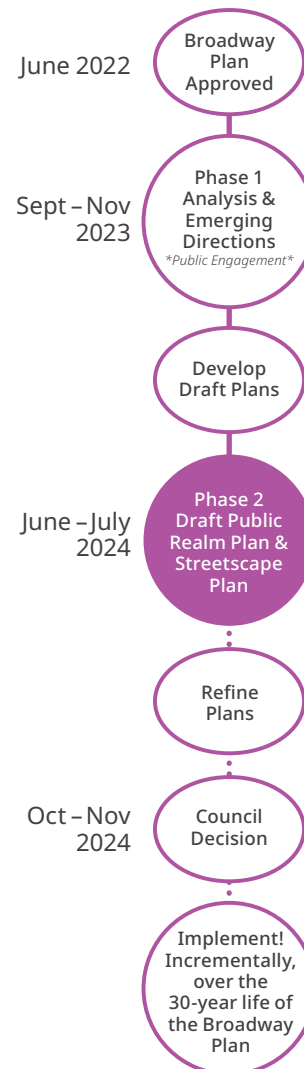 June 2022
Broadway
Plan
Approved
Sept – Nov
2023
Phase 1
Analysis &
Emerging
Directions
*Public Engagement*
Develop
Draft Plans
June – July
2024
Phase 2
Draft Public
Realm Plan &
Streetscape
Plan
Refine
Plans
Oct – Nov
2024
Council
Decision
Implement!
Incrementally,
over the
30-year life of
the Broadway
Plan